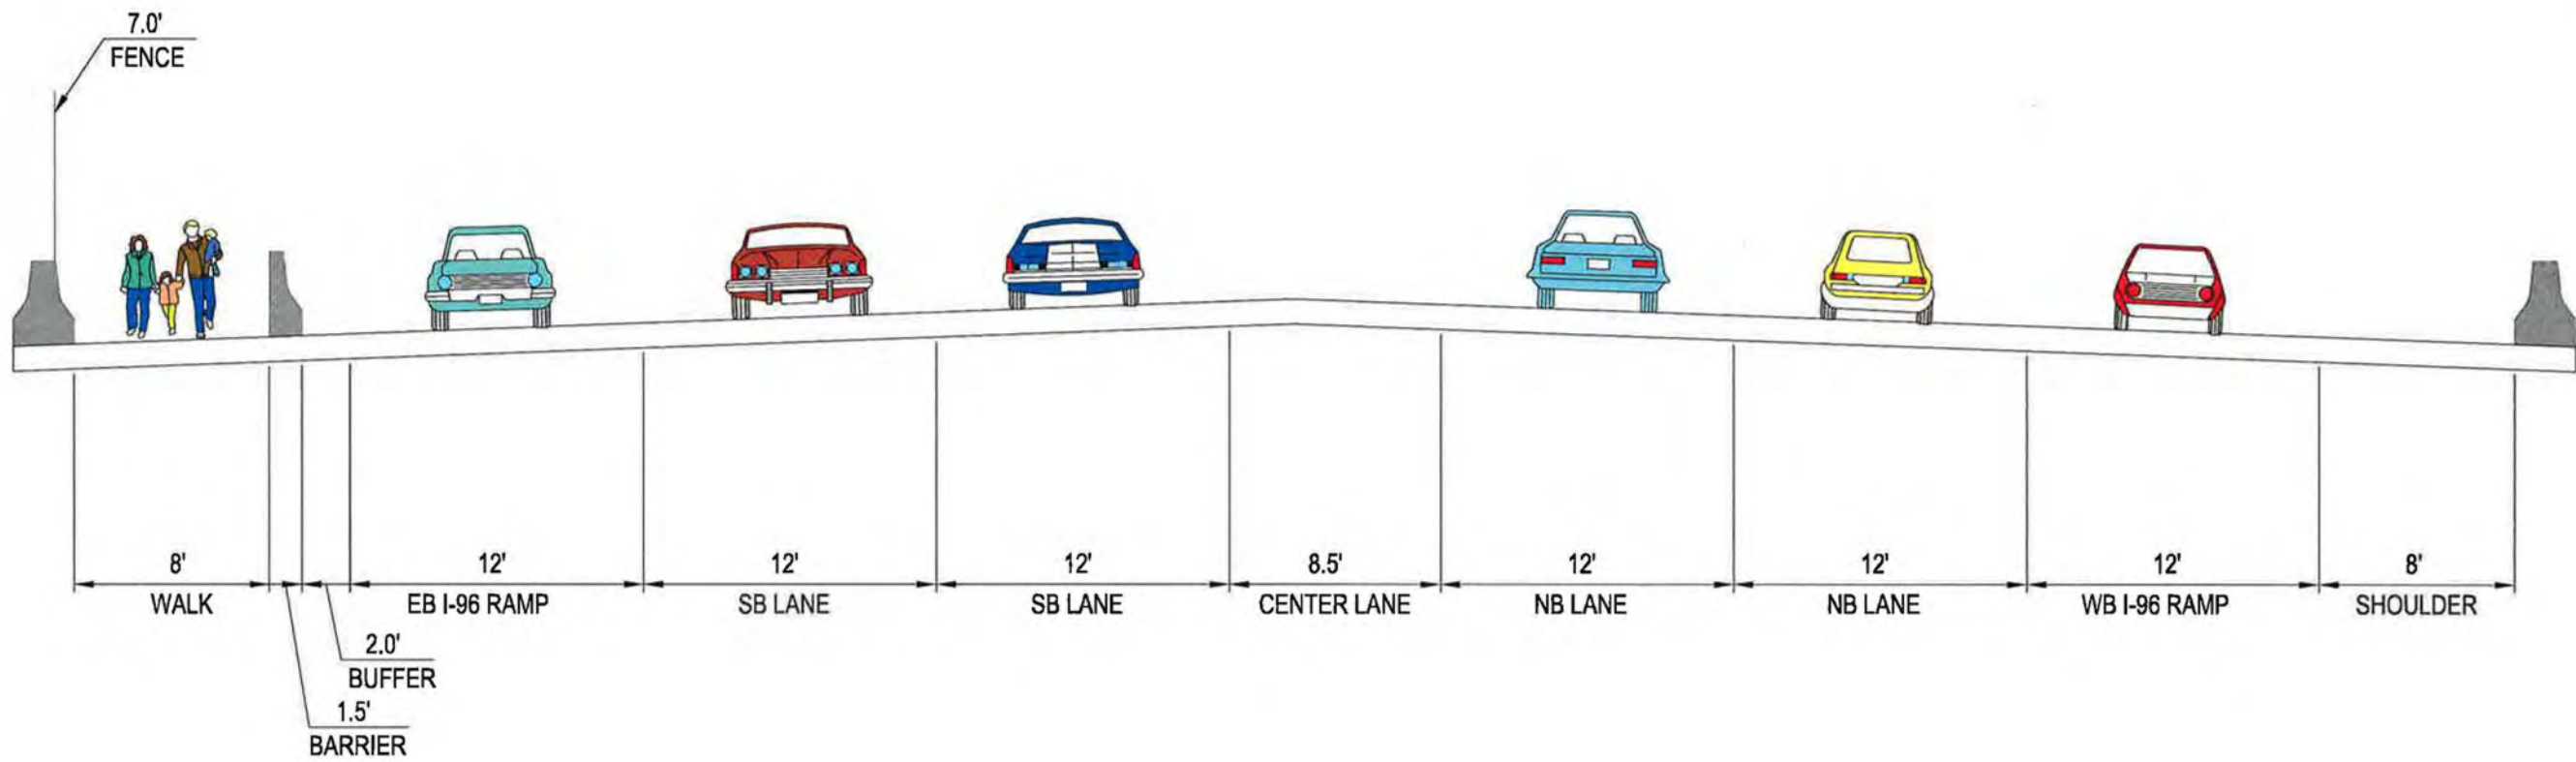 7.0'
FENCE
8'
WALK
12'
EB I-96 RAMP
12'
SB LANE
12'
SB LANE
8.5'
CENTER LANE
12'
NB LANE
12'
NB LANE
12'
WB I-96 RAMP
8'
SHOULDER
2.0'
BUFFER
1.5'
BARRIER